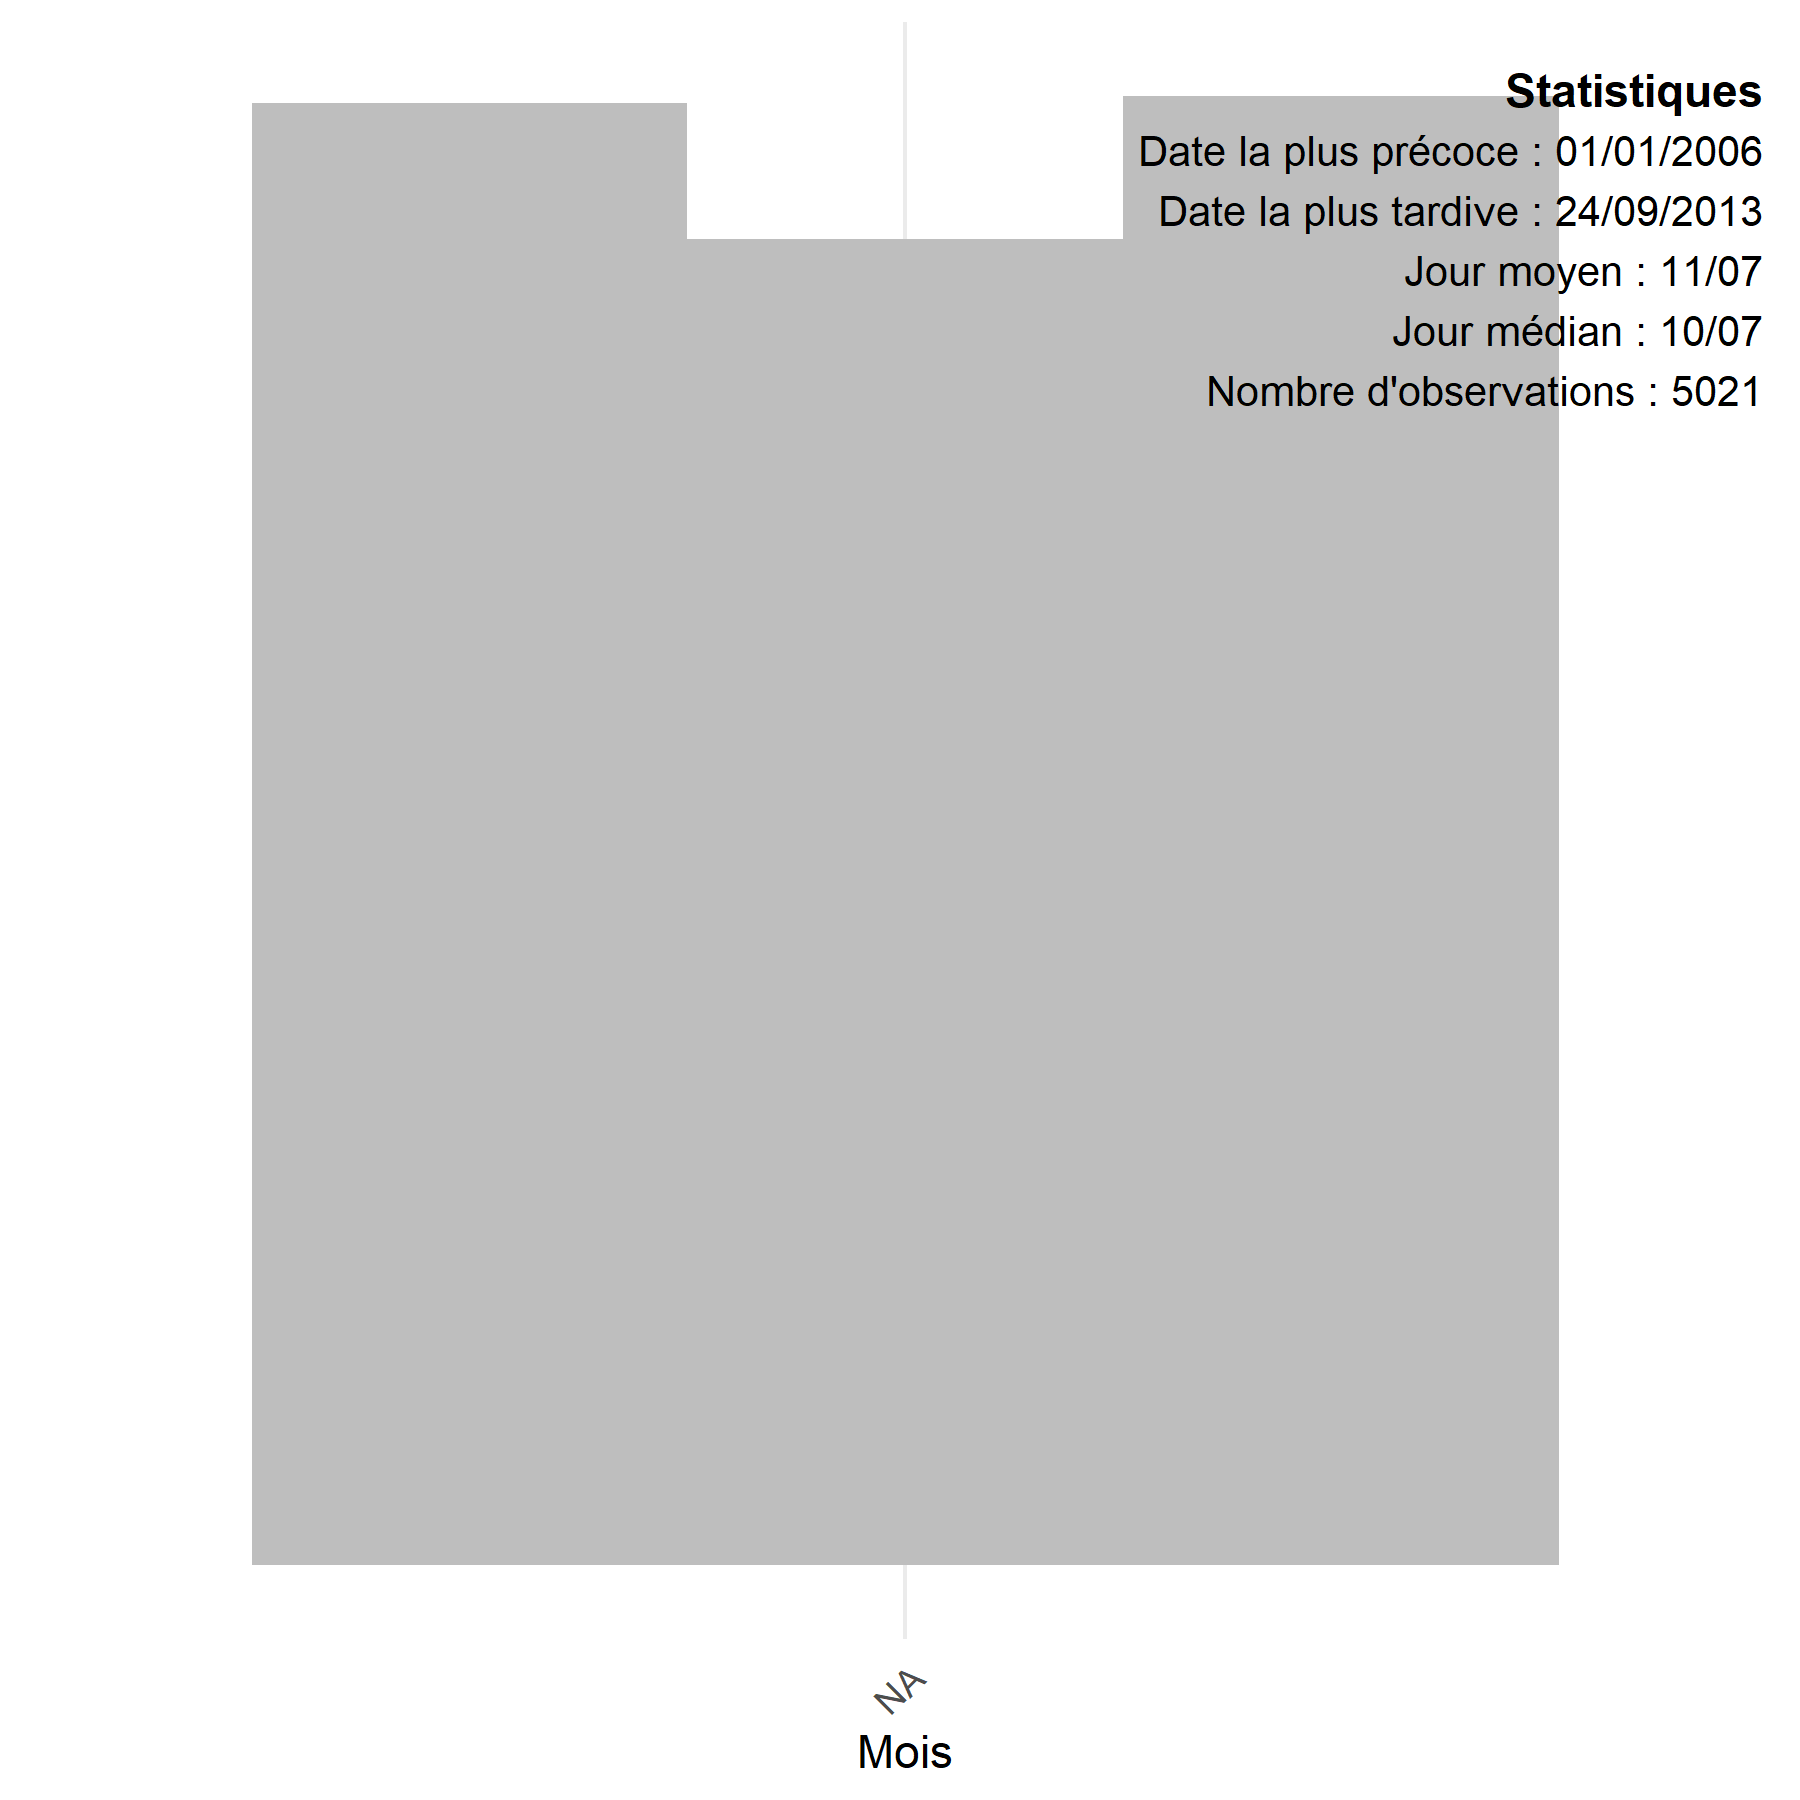 Statistiques
Date la plus précoce : 01/01/2006
Date la plus tardive : 24/09/2013
Jour moyen : 11/07
Jour médian : 10/07
Nombre d'observations : 5021
NA
Mois